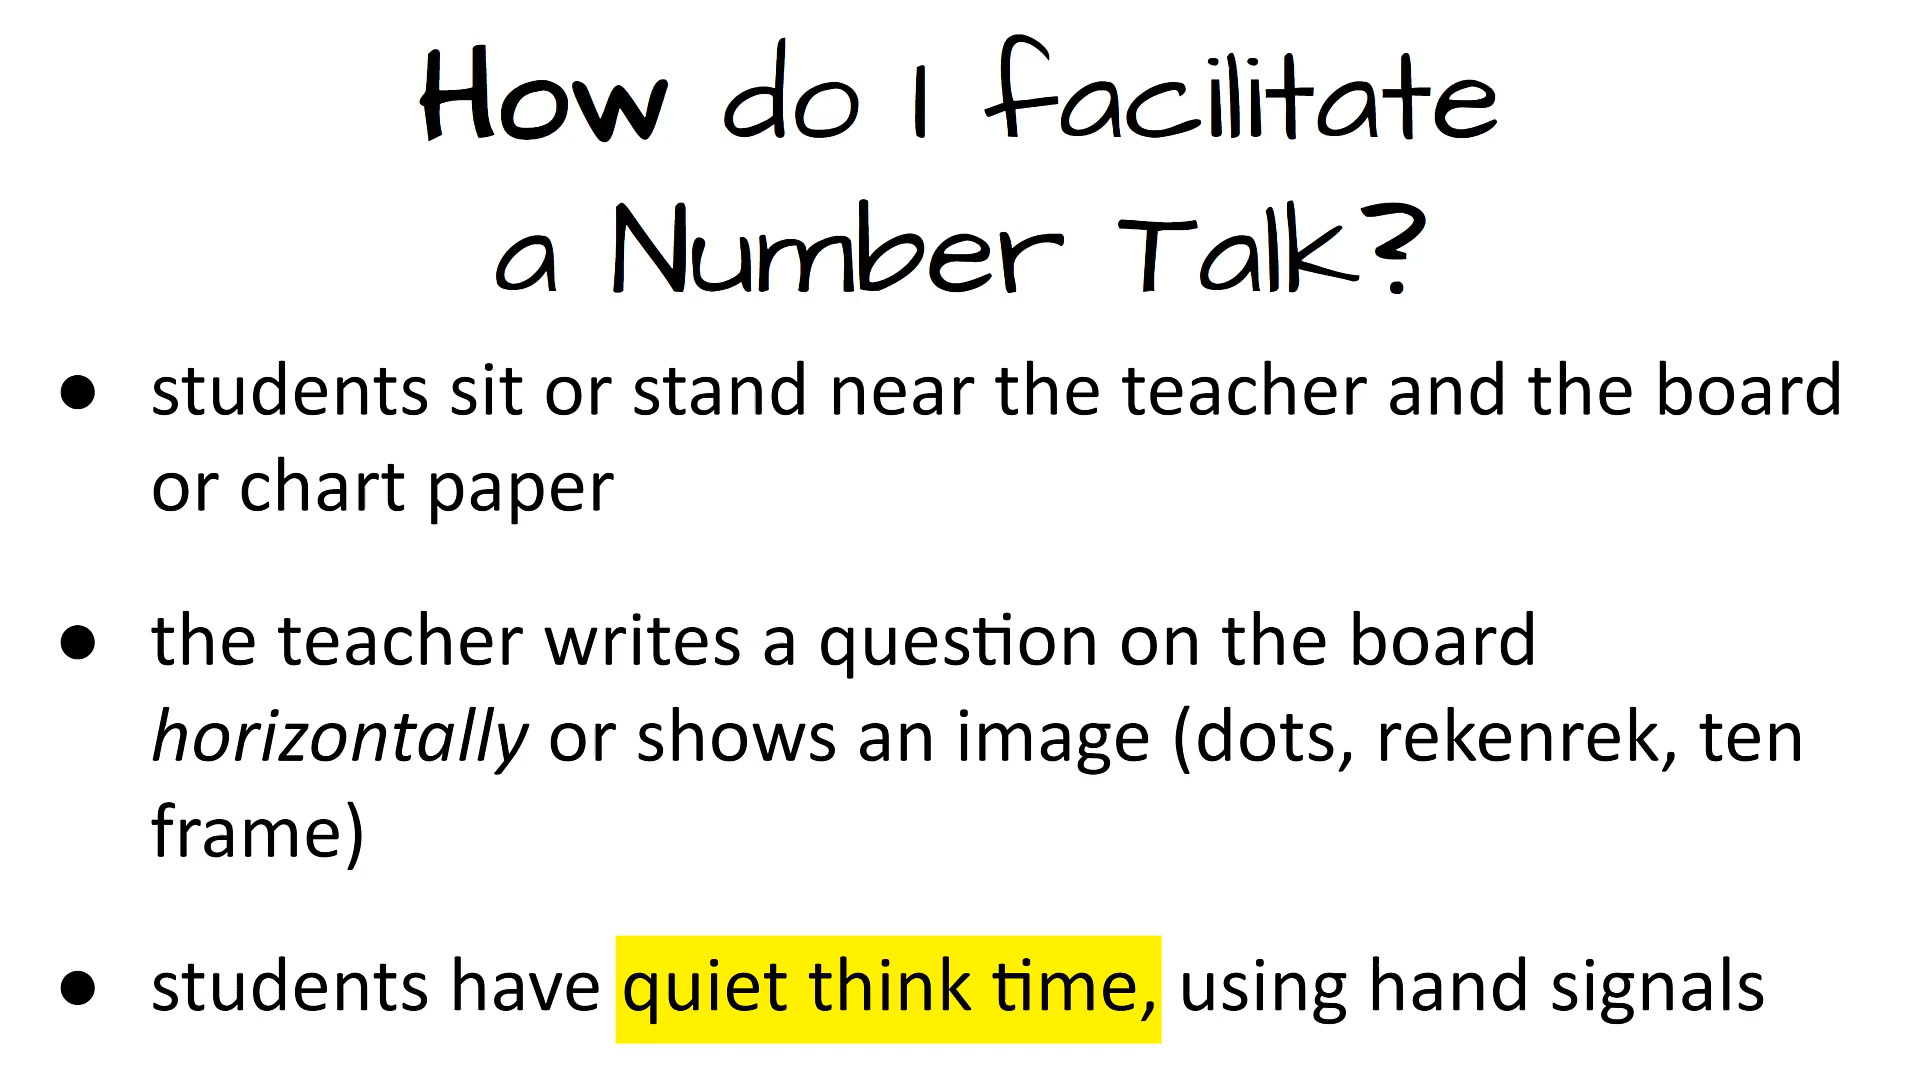 How do I facilitate
a Number Talk?
● students sit or stand near the teacher and the board
or chart paper
● the teacher writes a question on the board
horizontally or shows an image (dots, rekenrek, ten
frame)
● students have quiet think time, using hand signals